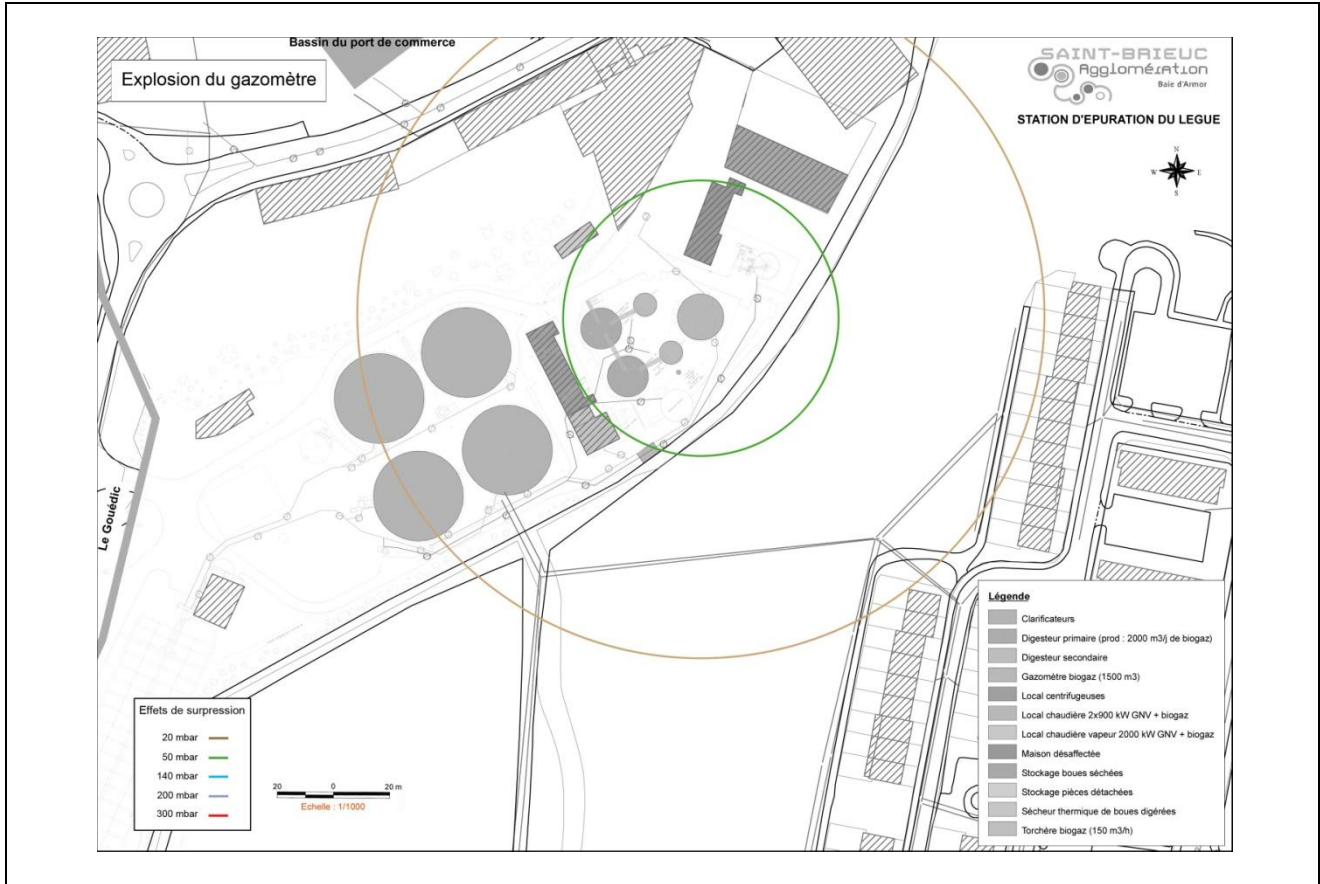 Bassin du port de commerce
Explosion du gazomètre
SAINT-BRIEUC
Agglomération
Baie d'Armor
STATION D'EPURATION DU LEGUE
N
W
E
S
Le Gouédic
Effets de surpression
20 mbar
50 mbar
140 mbar
200 mbar
300 mbar
20
0
20 m
Echelle : 1/1000
Légende
Clarificateurs
Digesteur primaire (prod : 2000 m3/j de biogaz)
Digesteur secondaire
Gazomètre biogaz (1500 m3)
Local centrifugeuses
Local chaudière 2x900 kW GNV + biogaz
Local chaudière vapeur 2000 kW GNV + biogaz
Maison désaffectée
Stockage boues séchées
Stockage pièces détachées
Sécheur thermique de boues digérées
Torchère biogaz (150 m3/h)